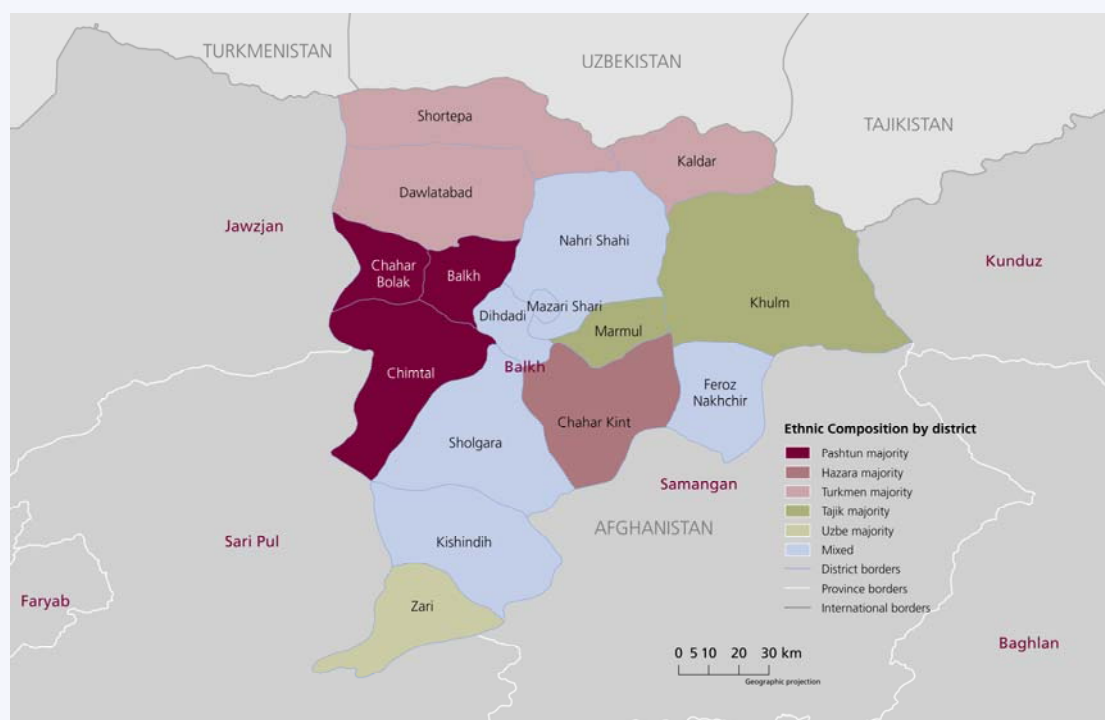 TURKMENISTAN
UZBEKISTAN
TAJIKISTAN
Shortepa
Kaldar
Dawlatabad
Jawzjan
Nahri Shahi
Kunduz
Chahar
Bolak
Balkh
Khulm
Mazari Shari
Dihdadi
Marmul
Balkh
Chimtal
Feroz
Nakhchir
Chahar Kint
Sholgara
Ethnic Composition by district
Pashtun majority
Hazara majority
Turkmen majority
Tajik majority
Uzbe majority
Mixed
District borders
Province borders
International borders
Samangan
AFGHANISTAN
Sari Pul
Kishindih
Faryab
Zari
Baghlan
0 5 10 20 30 km
Geographic projection